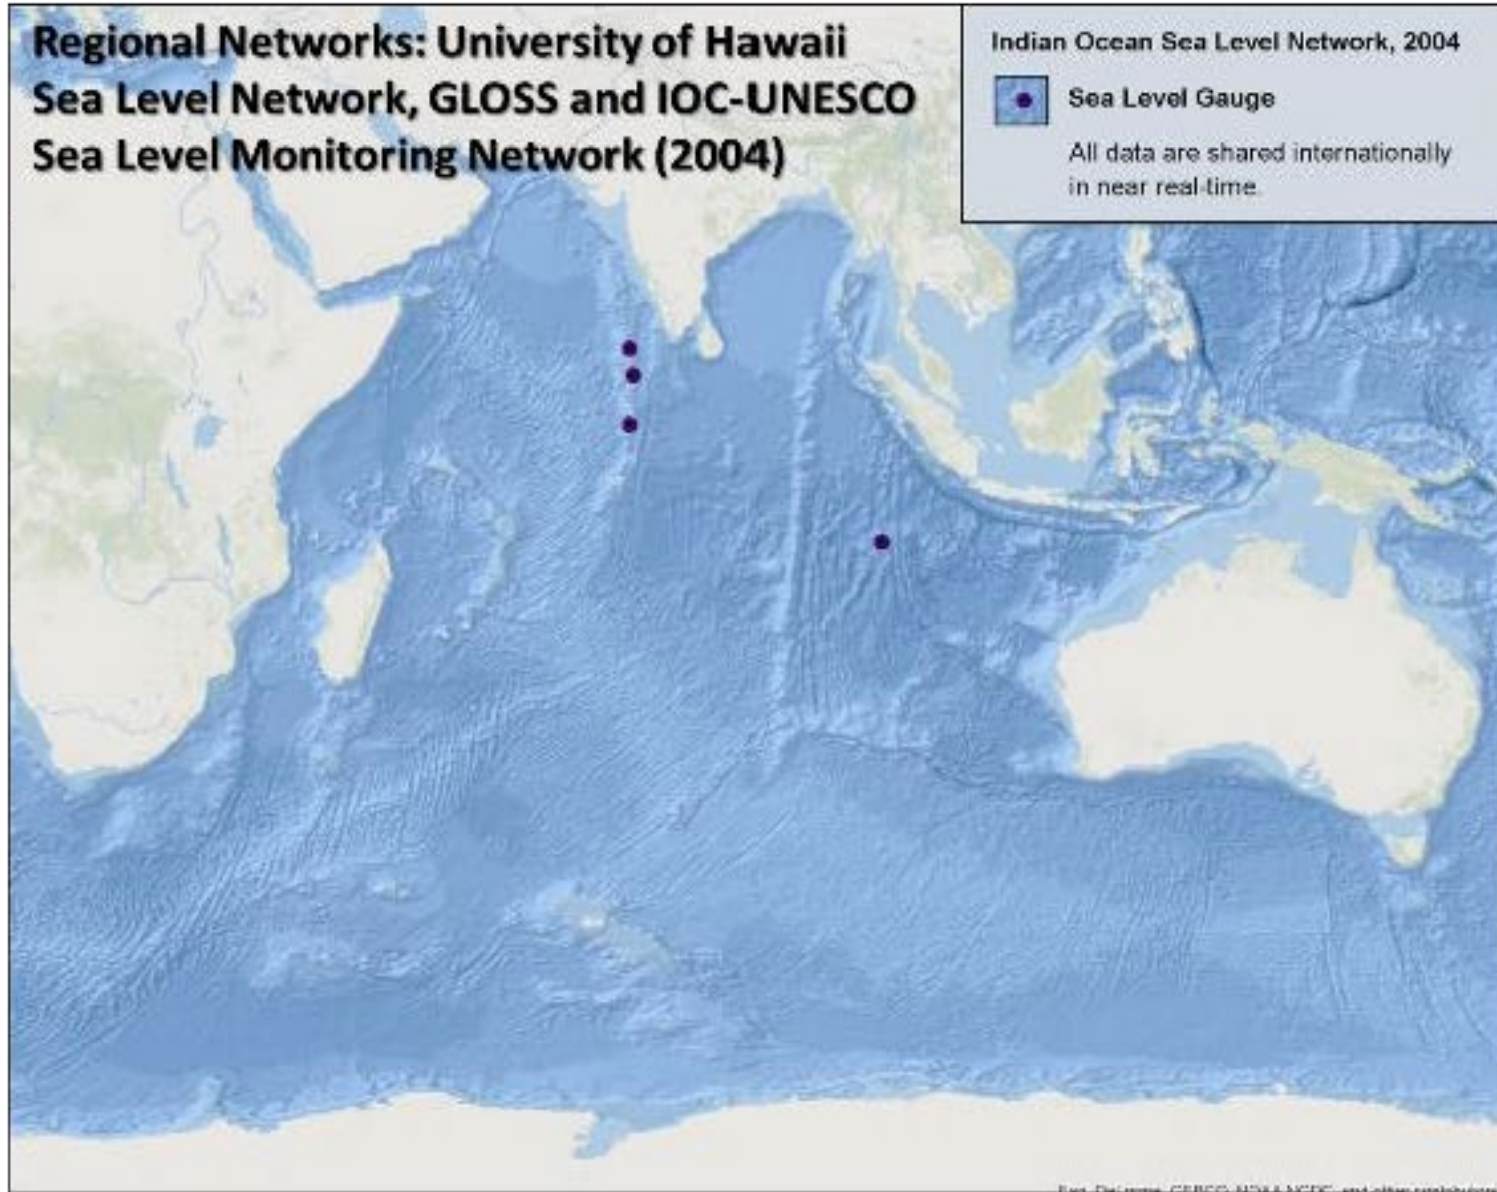 Regional Networks: University of Hawaii
Sea Level Network, GLOSS and IOC-UNESCO
Sea Level Monitoring Network (2004)
Indian Ocean Sea Level Network, 2004
Sea Level Gauge
All data are shared internationally
in near real-time.